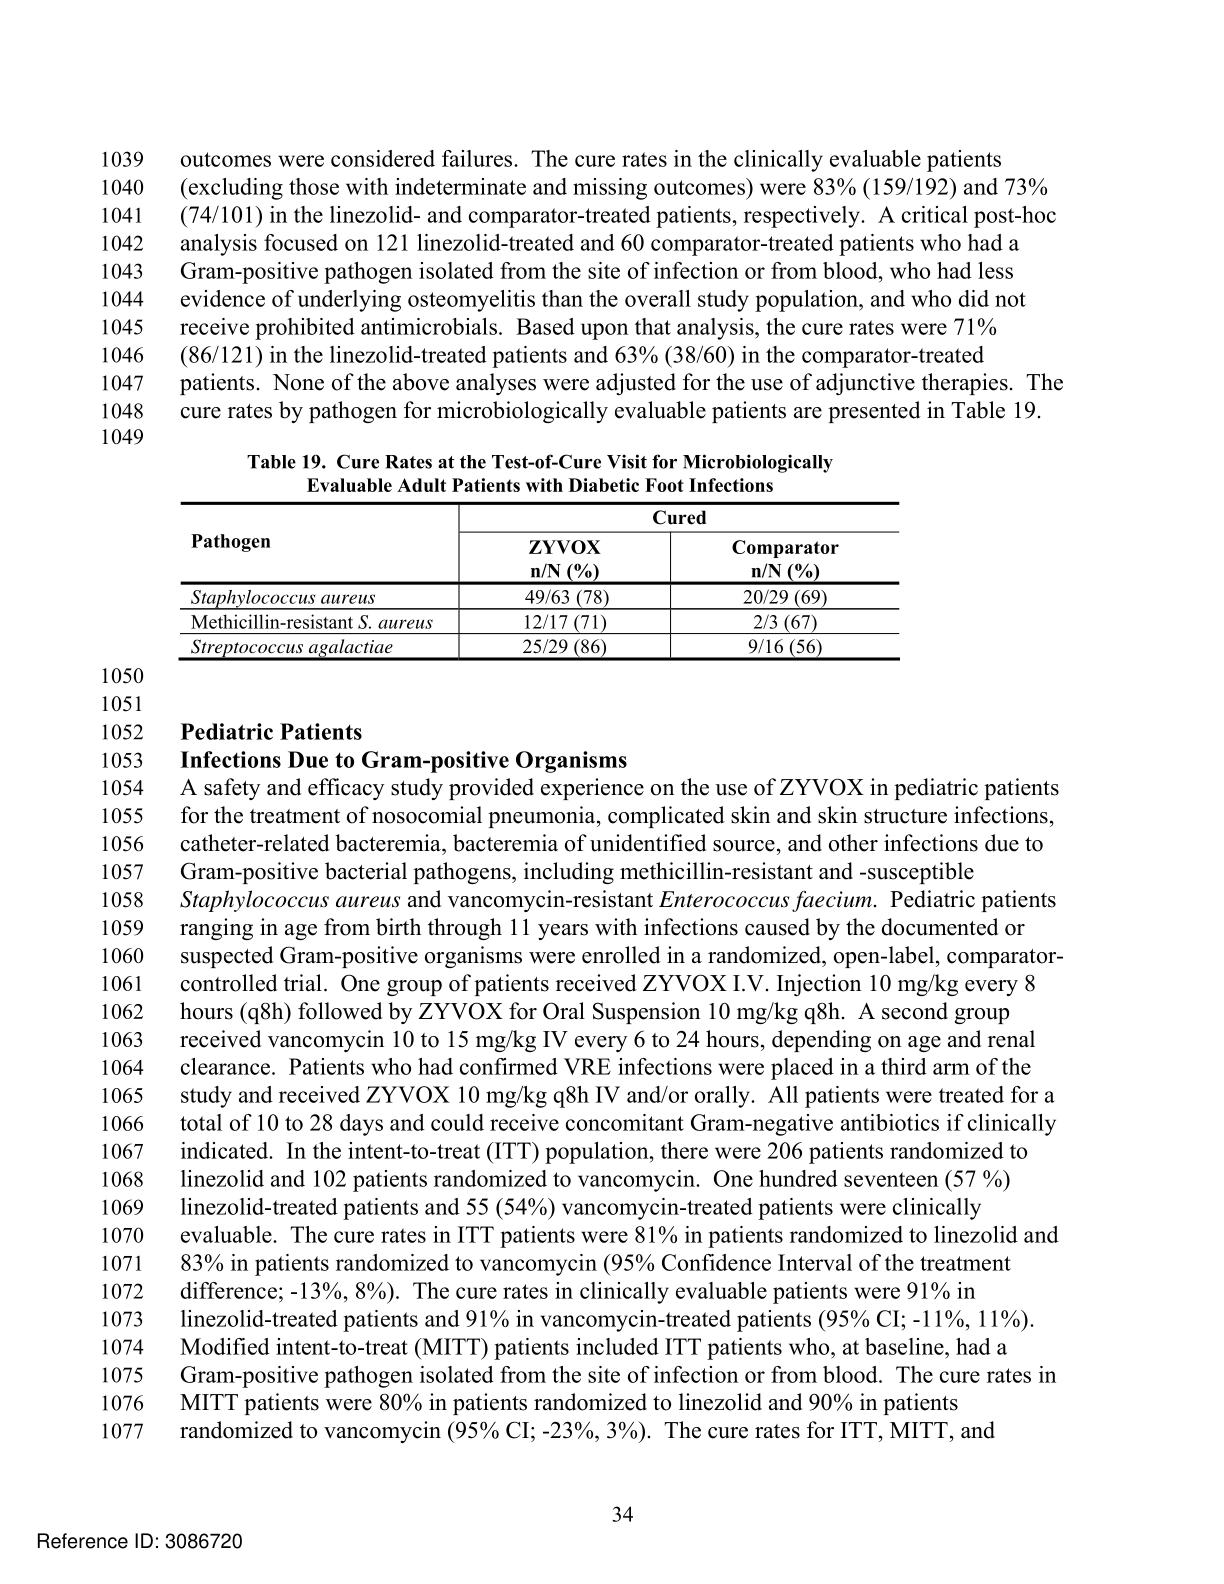 1039 outcomes were considered failures. The cure rates in the clinically evaluable patients
1040 (excluding those with indeterminate and missing outcomes) were 83% (159/192) and 73%
1041 (74/101) in the linezolid- and comparator-treated patients, respectively. A critical post-hoc
1042 analysis focused on 121 linezolid-treated and 60 comparator-treated patients who had a
1043 Gram-positive pathogen isolated from the site of infection or from blood, who had less
1044 evidence of underlying osteomyelitis than the overall study population, and who did not
1045 receive prohibited antimicrobials. Based upon that analysis, the cure rates were 71%
1046 (86/121) in the linezolid-treated patients and 63% (38/60) in the comparator-treated
1047 patients. None of the above analyses were adjusted for the use of adjunctive therapies. The
1048 cure rates by pathogen for microbiologically evaluable patients are presented in Table 19.
1049
Table 19. Cure Rates at the Test-of-Cure Visit for Microbiologically
Evaluable Adult Patients with Diabetic Foot Infections
Cured
Pathogen
ZYVOX Comparator
n/N (%) n/N (%)
Staphylococcus aureus 49/63 (78) 20/29 (69)
Methicillin-resistant S. aureus 12/17 (71) 2/3 (67)
Streptococcus agalactiae 25/29 (86) 9/16 (56)
1050
1051
1052 Pediatric Patients
1053 Infections Due to Gram-positive Organisms
1054 A safety and efficacy study provided experience on the use of ZYVOX in pediatric patients
1055 for the treatment of nosocomial pneumonia, complicated skin and skin structure infections,
1056 catheter-related bacteremia, bacteremia of unidentified source, and other infections due to
1057 Gram-positive bacterial pathogens, including methicillin-resistant and -susceptible
1058 Staphylococcus aureus and vancomycin-resistant Enterococcus faecium. Pediatric patients
1059 ranging in age from birth through 11 years with infections caused by the documented or
1060 suspected Gram-positive organisms were enrolled in a randomized, open-label, comparator-
1061 controlled trial. One group of patients received ZYVOX I.V. Injection 10 mg/kg every 8
1062 hours (q8h) followed by ZYVOX for Oral Suspension 10 mg/kg q8h. A second group
1063 received vancomycin 10 to 15 mg/kg IV every 6 to 24 hours, depending on age and renal
1064 clearance. Patients who had confirmed VRE infections were placed in a third arm of the
1065 study and received ZYVOX 10 mg/kg q8h IV and/or orally. All patients were treated for a
1066 total of 10 to 28 days and could receive concomitant Gram-negative antibiotics if clinically
1067 indicated. In the intent-to-treat (ITT) population, there were 206 patients randomized to
1068 linezolid and 102 patients randomized to vancomycin. One hundred seventeen (57 %)
1069 linezolid-treated patients and 55 (54%) vancomycin-treated patients were clinically
1070 evaluable. The cure rates in ITT patients were 81% in patients randomized to linezolid and
1071 83% in patients randomized to vancomycin (95% Confidence Interval of the treatment
1072 difference; -13%, 8%). The cure rates in clinically evaluable patients were 91% in
1073 linezolid-treated patients and 91% in vancomycin-treated patients (95% CI; -11%, 11%).
1074 Modified intent-to-treat (MITT) patients included ITT patients who, at baseline, had a
1075 Gram-positive pathogen isolated from the site of infection or from blood. The cure rates in
1076 MITT patients were 80% in patients randomized to linezolid and 90% in patients
1077 randomized to vancomycin (95% CI; -23%, 3%). The cure rates for ITT, MITT, and
34
Reference ID: 3086720